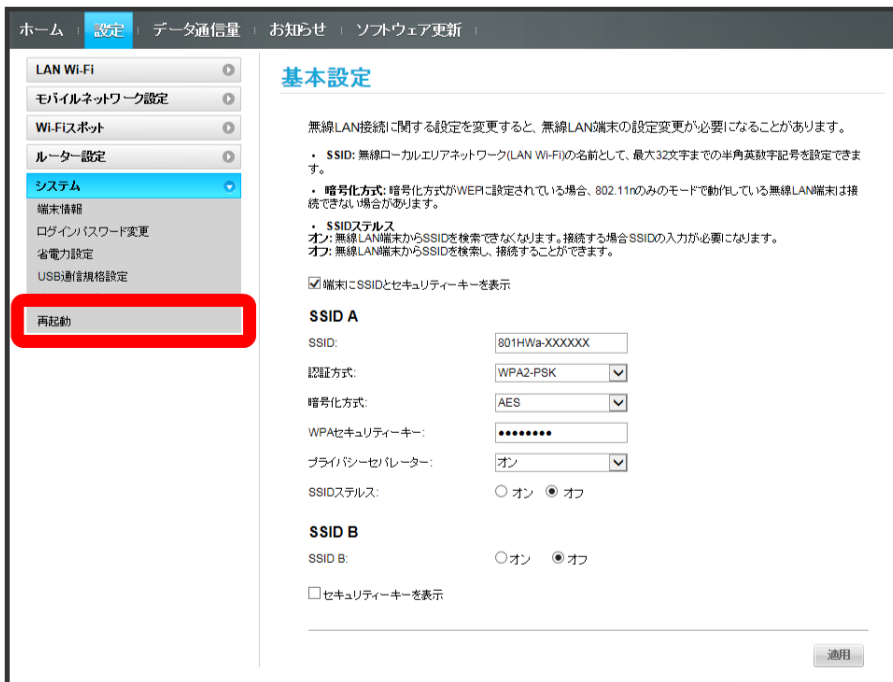 ホーム 設定 データ通信量 お知らせ ソフトウェア更新
LAN Wi-Fi
モバイルネットワーク設定
Wi-Fiスポット
ルーター設定
システム
端末情報
ログインパスワード変更
省電力設定
USB通信規格設定
再起動
基本設定
無線LAN接続に関する設定を変更すると、無線LAN端末の設定変更が必要になることがあります。
・ SSID: 無線ローカルエリアネットワーク(LAN Wi-Fi)の名前として、最大32文字までの半角英数字記号を設定できま
す。
・ 暗号化方式: 暗号化方式がWEPに設定されている場合、802.11nのみのモードで動作している無線LAN端末は接
続できない場合があります。
・ SSIDステルス
オン: 無線LAN端末からSSIDを検索できなくなります。接続する場合SSIDの入力が必要になります。
オフ: 無線LAN端末からSSIDを検索し、接続することができます。
端末にSSIDとセキュリティーキーを表示
SSID A
SSID: 801HWa-XXXXXX
認証方式: WPA2-PSK
暗号化方式: AES
WPAセキュリティーキー: ●●●●●●●●
プライバシーセパレーター: オン
SSIDステルス: オン オフ
SSID B
SSID B: オン オフ
セキュリティーキーを表示
適用